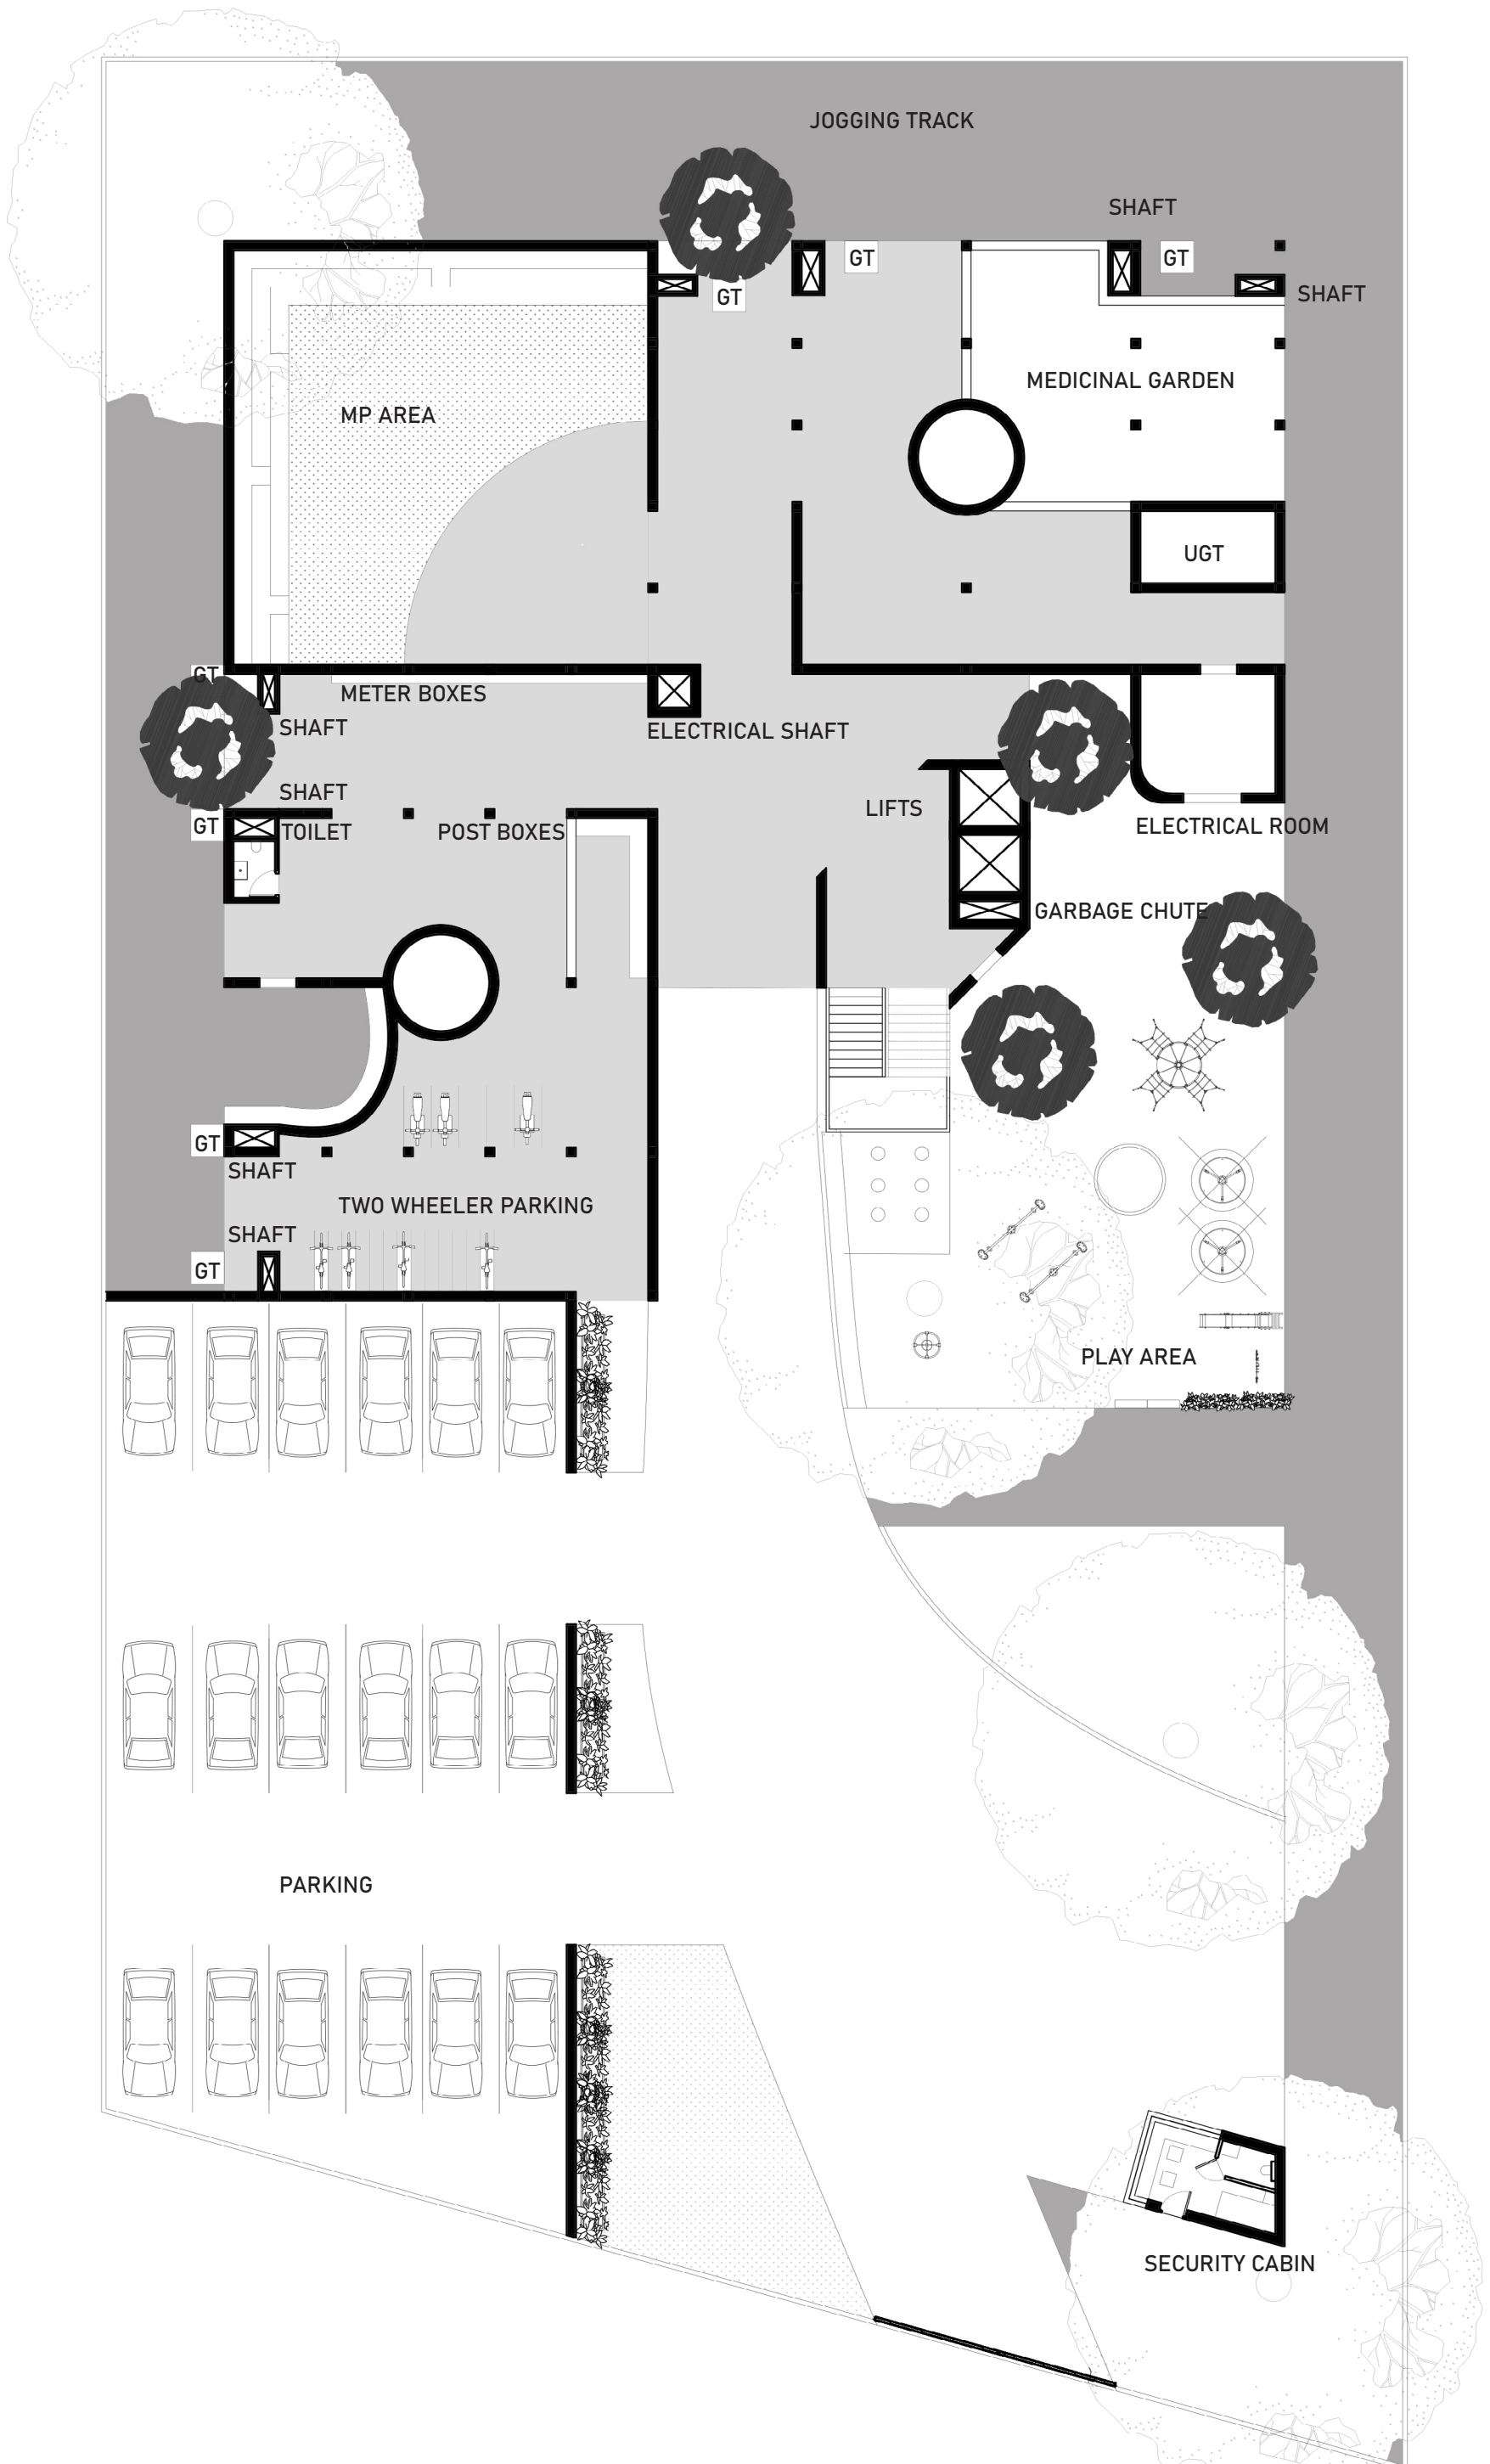 JOGGING TRACK
SHAFT
GT
GT
GT
SHAFT
MEDICINAL GARDEN
MP AREA
UGT
GT
METER BOXES
SHAFT
ELECTRICAL SHAFT
SHAFT
LIFTS
GT
TOILET
POST BOXES
ELECTRICAL ROOM
GARBAGE CHUTE
GT
SHAFT
TWO WHEELER PARKING
SHAFT
GT
PLAY AREA
PARKING
SECURITY CABIN